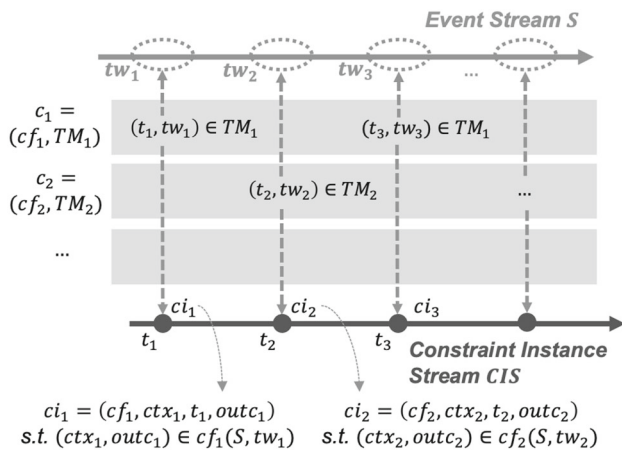 Event Stream S
tw₁ tw₂ tw₃ ...
c₁ =
(cf₁, TM₁)
(t₁, tw₁) ∈ TM₁ (t₃, tw₃) ∈ TM₁
c₂ =
(cf₂, TM₂)
(t₂, tw₂) ∈ TM₂ ...
...
ci₁ ci₂ ci₃
t₁ t₂ t₃
Constraint Instance
Stream CIS
ci₁ = (cf₁, ctx₁, t₁, outc₁)
s.t. (ctx₁, outc₁) ∈ cf₁(S, tw₁)
ci₂ = (cf₂, ctx₂, t₂, outc₂)
s.t. (ctx₂, outc₂) ∈ cf₂(S, tw₂)